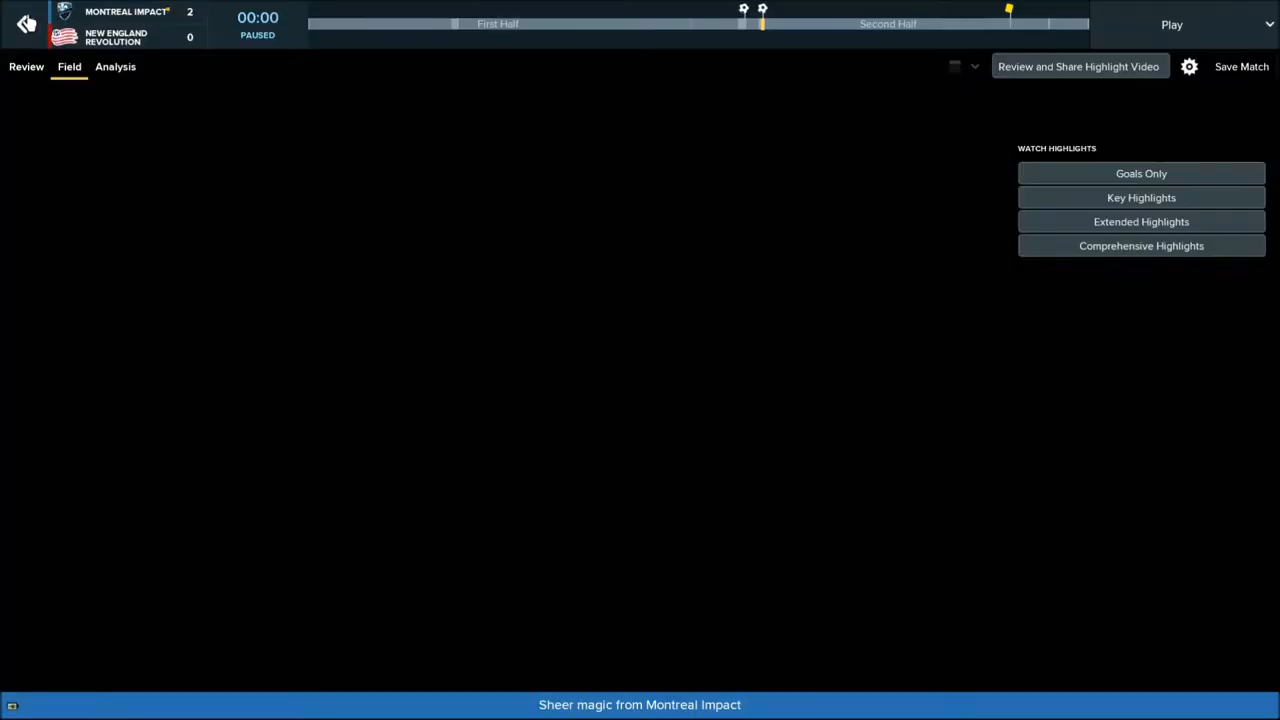 MONTREAL IMPACT* 2
NEW ENGLAND REVOLUTION 0
00:00
PAUSED
First Half
Second Half
Play
Review
Field
Analysis
Review and Share Highlight Video
Save Match
WATCH HIGHLIGHTS
Goals Only
Key Highlights
Extended Highlights
Comprehensive Highlights
Sheer magic from Montreal Impact